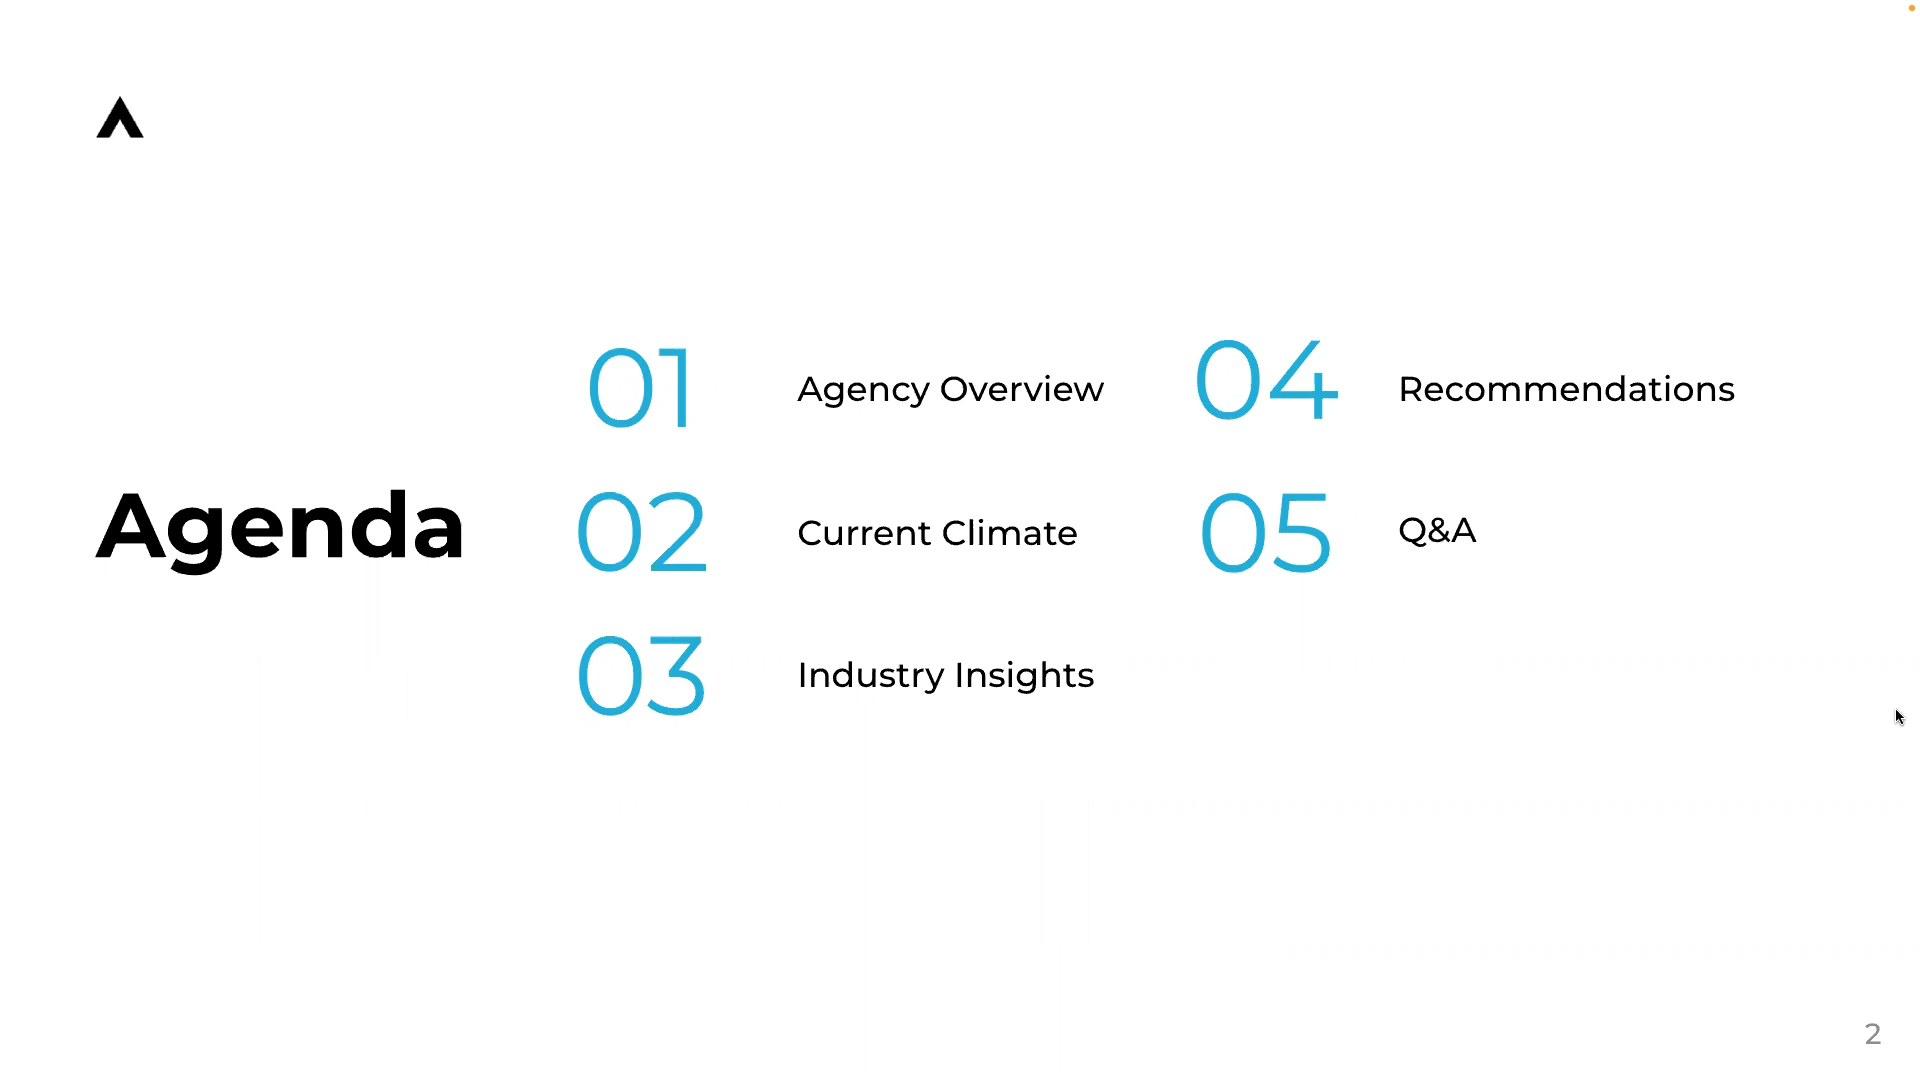 Agenda
01 Agency Overview
02 Current Climate
03 Industry Insights
04 Recommendations
05 Q&A
2